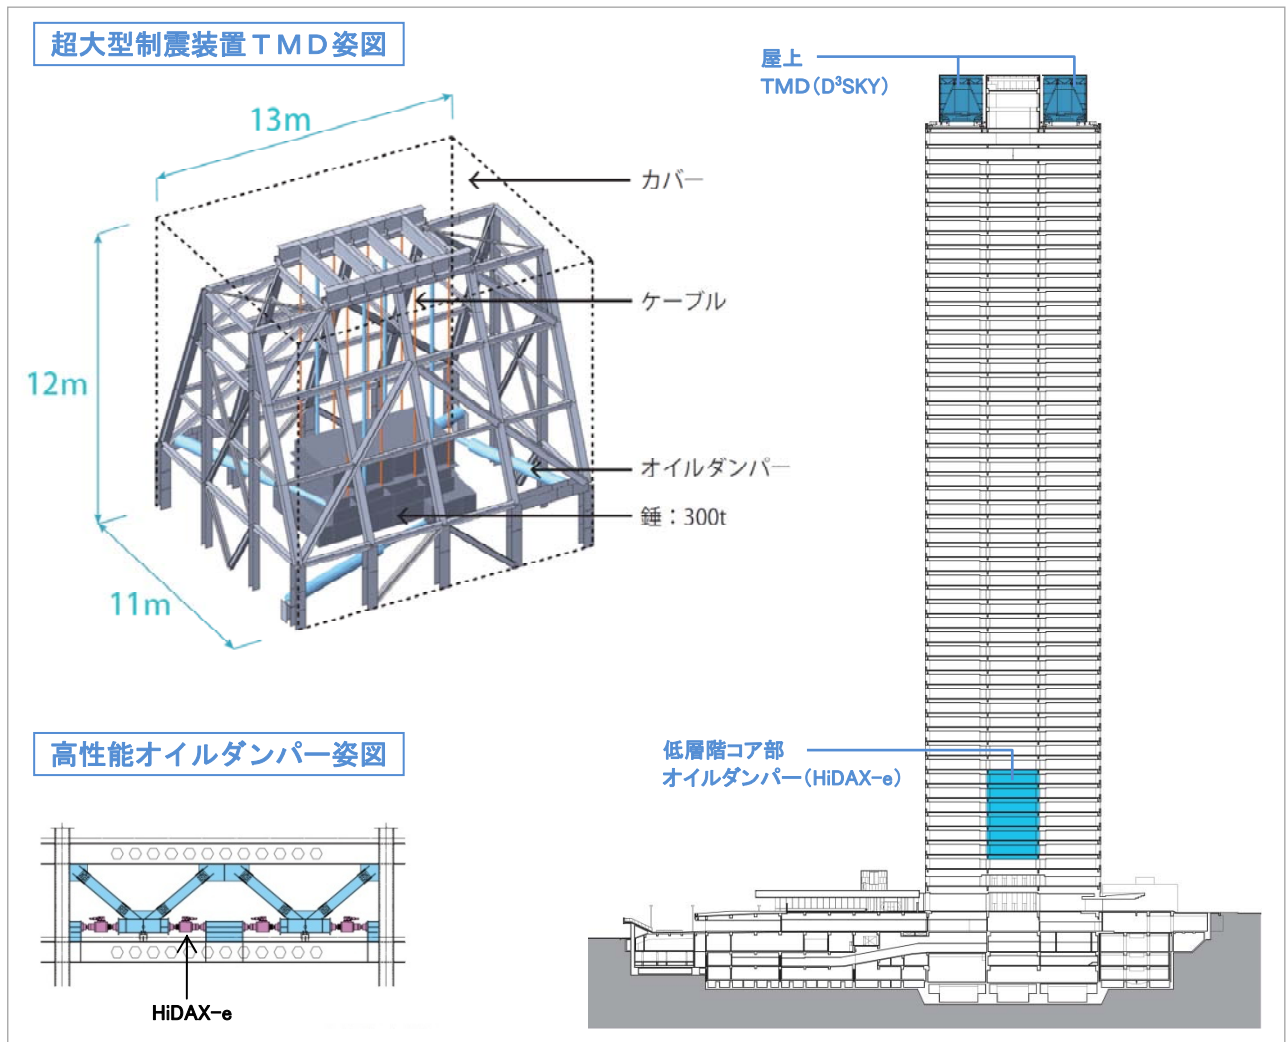 超大型制震装置TMD姿図
13m
12m
11m
カバー
ケーブル
オイルダンパー
錘：300t
屋上
TMD（D³SKY）
低層階コア部
オイルダンパー（HiDAX-e）
高性能オイルダンパー姿図
HiDAX-e